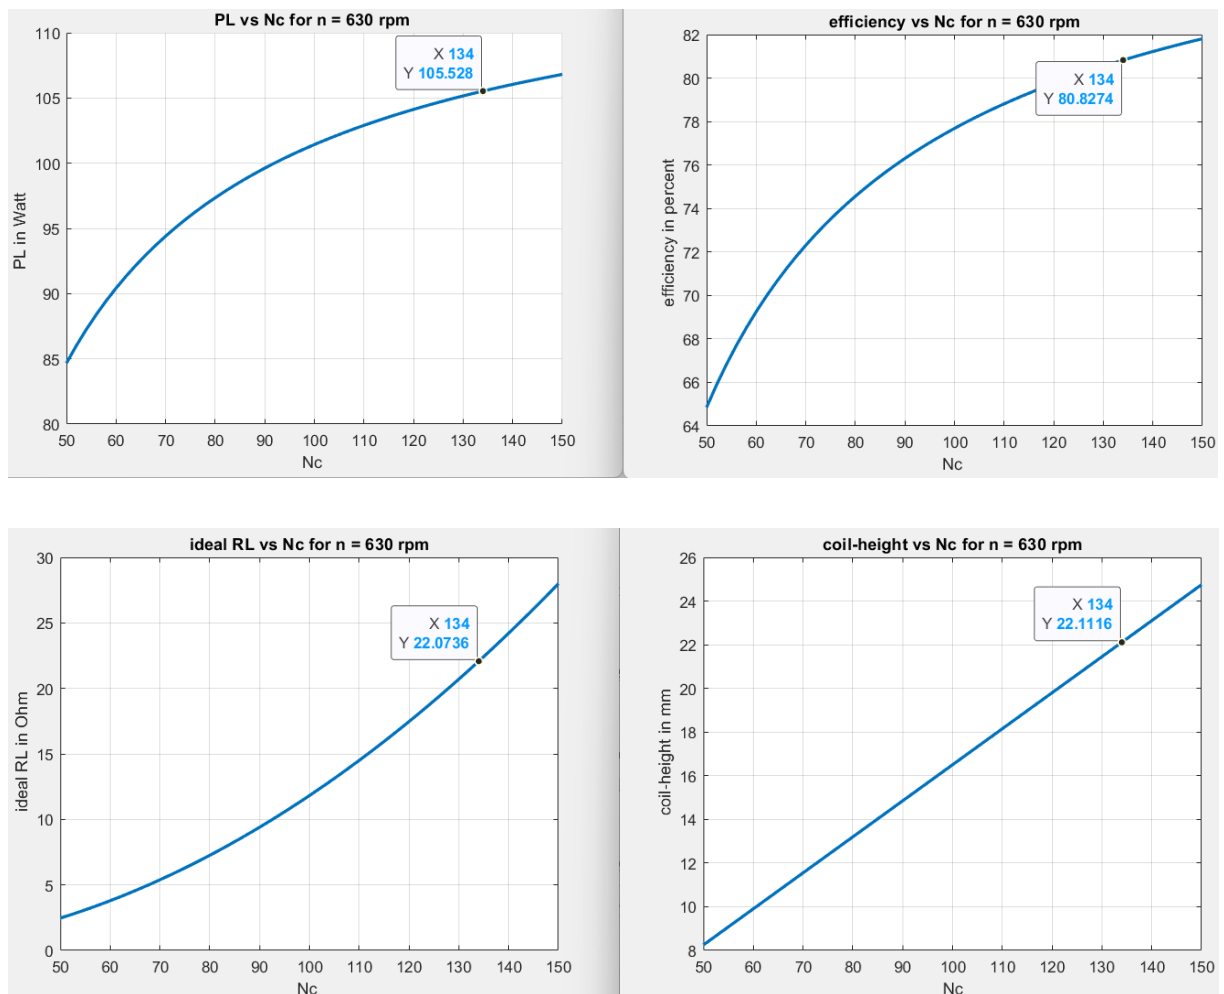 PL vs Nc for n = 630 rpm
110
105
100
95
90
85
80
PL in Watt
X 134
Y 105.528
50 60 70 80 90 100 110 120 130 140 150
Nc
efficiency vs Nc for n = 630 rpm
82
80
78
76
74
72
70
68
66
64
efficiency in percent
X 134
Y 80.8274
50 60 70 80 90 100 110 120 130 140 150
Nc
ideal RL vs Nc for n = 630 rpm
30
25
20
15
10
5
0
ideal RL in Ohm
X 134
Y 22.0736
50 60 70 80 90 100 110 120 130 140 150
Nc
coil-height vs Nc for n = 630 rpm
26
24
22
20
18
16
14
12
10
8
coil-height in mm
X 134
Y 22.1116
50 60 70 80 90 100 110 120 130 140 150
Nc